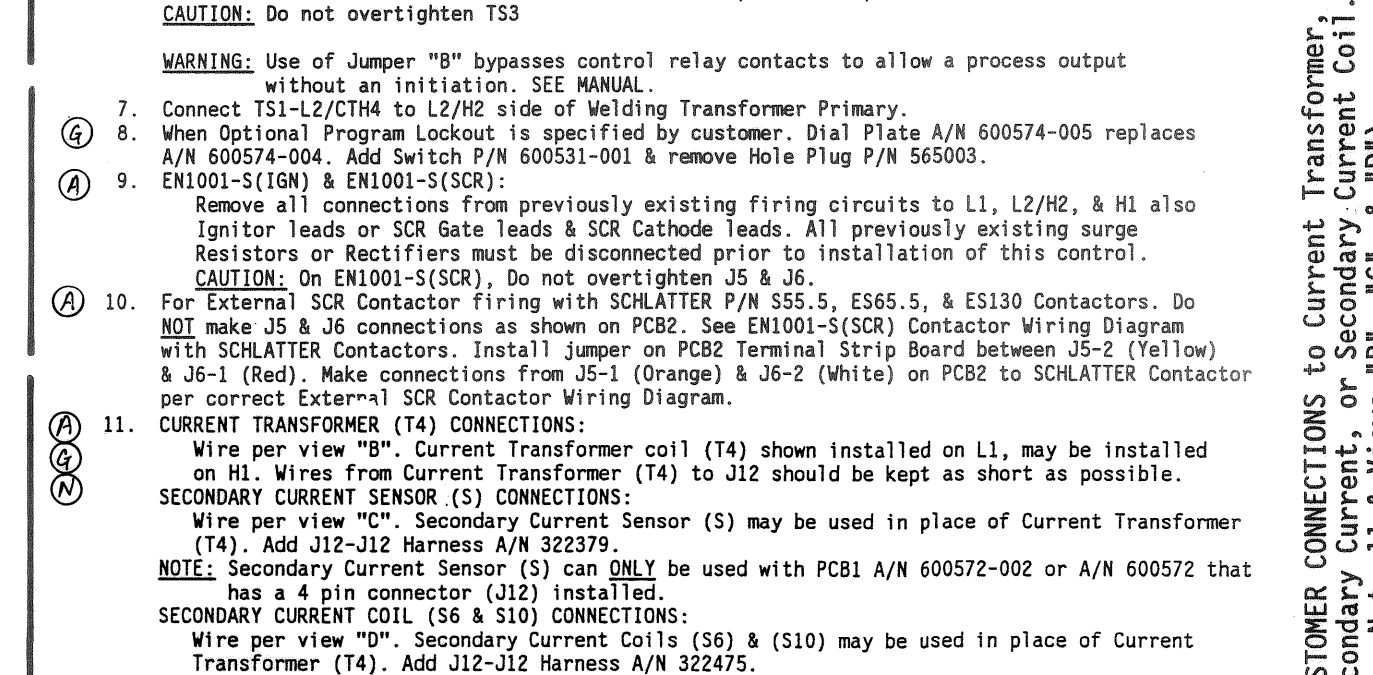 CAUTION: Do not overtighten TS3
WARNING: Use of Jumper "B" bypasses control relay contacts to allow a process output
without an initiation. SEE MANUAL.
7. Connect TS1-L2/CTH4 to L2/H2 side of Welding Transformer Primary.
G 8. When Optional Program Lockout is specified by customer. Dial Plate A/N 600574-005 replaces
A/N 600574-004. Add Switch P/N 600531-001 & remove Hole Plug P/N 565003.
A 9. EN1001-S(IGN) & EN1001-S(SCR):
Remove all connections from previously existing firing circuits to L1, L2/H2, & H1 also
Ignitor leads or SCR Gate leads & SCR Cathode leads. All previously existing surge
Resistors or Rectifiers must be disconnected prior to installation of this control.
CAUTION: On EN1001-S(SCR), Do not overtighten J5 & J6.
A 10. For External SCR Contactor firing with SCHLATTER P/N S55.5, ES65.5, & ES130 Contactors. Do
NOT make J5 & J6 connections as shown on PCB2. See EN1001-S(SCR) Contactor Wiring Diagram
with SCHLATTER Contactors. Install jumper on PCB2 Terminal Strip Board between J5-2 (Yellow)
& J6-1 (Red). Make connections from J5-1 (Orange) & J6-2 (White) on PCB2 to SCHLATTER Contactor
per correct External SCR Contactor Wiring Diagram.
A 11. CURRENT TRANSFORMER (T4) CONNECTIONS:
G Wire per view "B". Current Transformer coil (T4) shown installed on L1, may be installed
N on H1. Wires from Current Transformer (T4) to J12 should be kept as short as possible.
SECONDARY CURRENT SENSOR (S) CONNECTIONS:
Wire per view "C". Secondary Current Sensor (S) may be used in place of Current Transformer
(T4). Add J12-J12 Harness A/N 322379.
NOTE: Secondary Current Sensor (S) can ONLY be used with PCB1 A/N 600572-002 or A/N 600572 that
has a 4 pin connector (J12) installed.
SECONDARY CURRENT COIL (S6 & S10) CONNECTIONS:
Wire per view "D". Secondary Current Coils (S6) & (S10) may be used in place of Current
Transformer (T4). Add J12-J12 Harness A/N 322475.
STOMER CONNECTIONS to Current Transformer,
condary Current, or Secondary Current Coil.